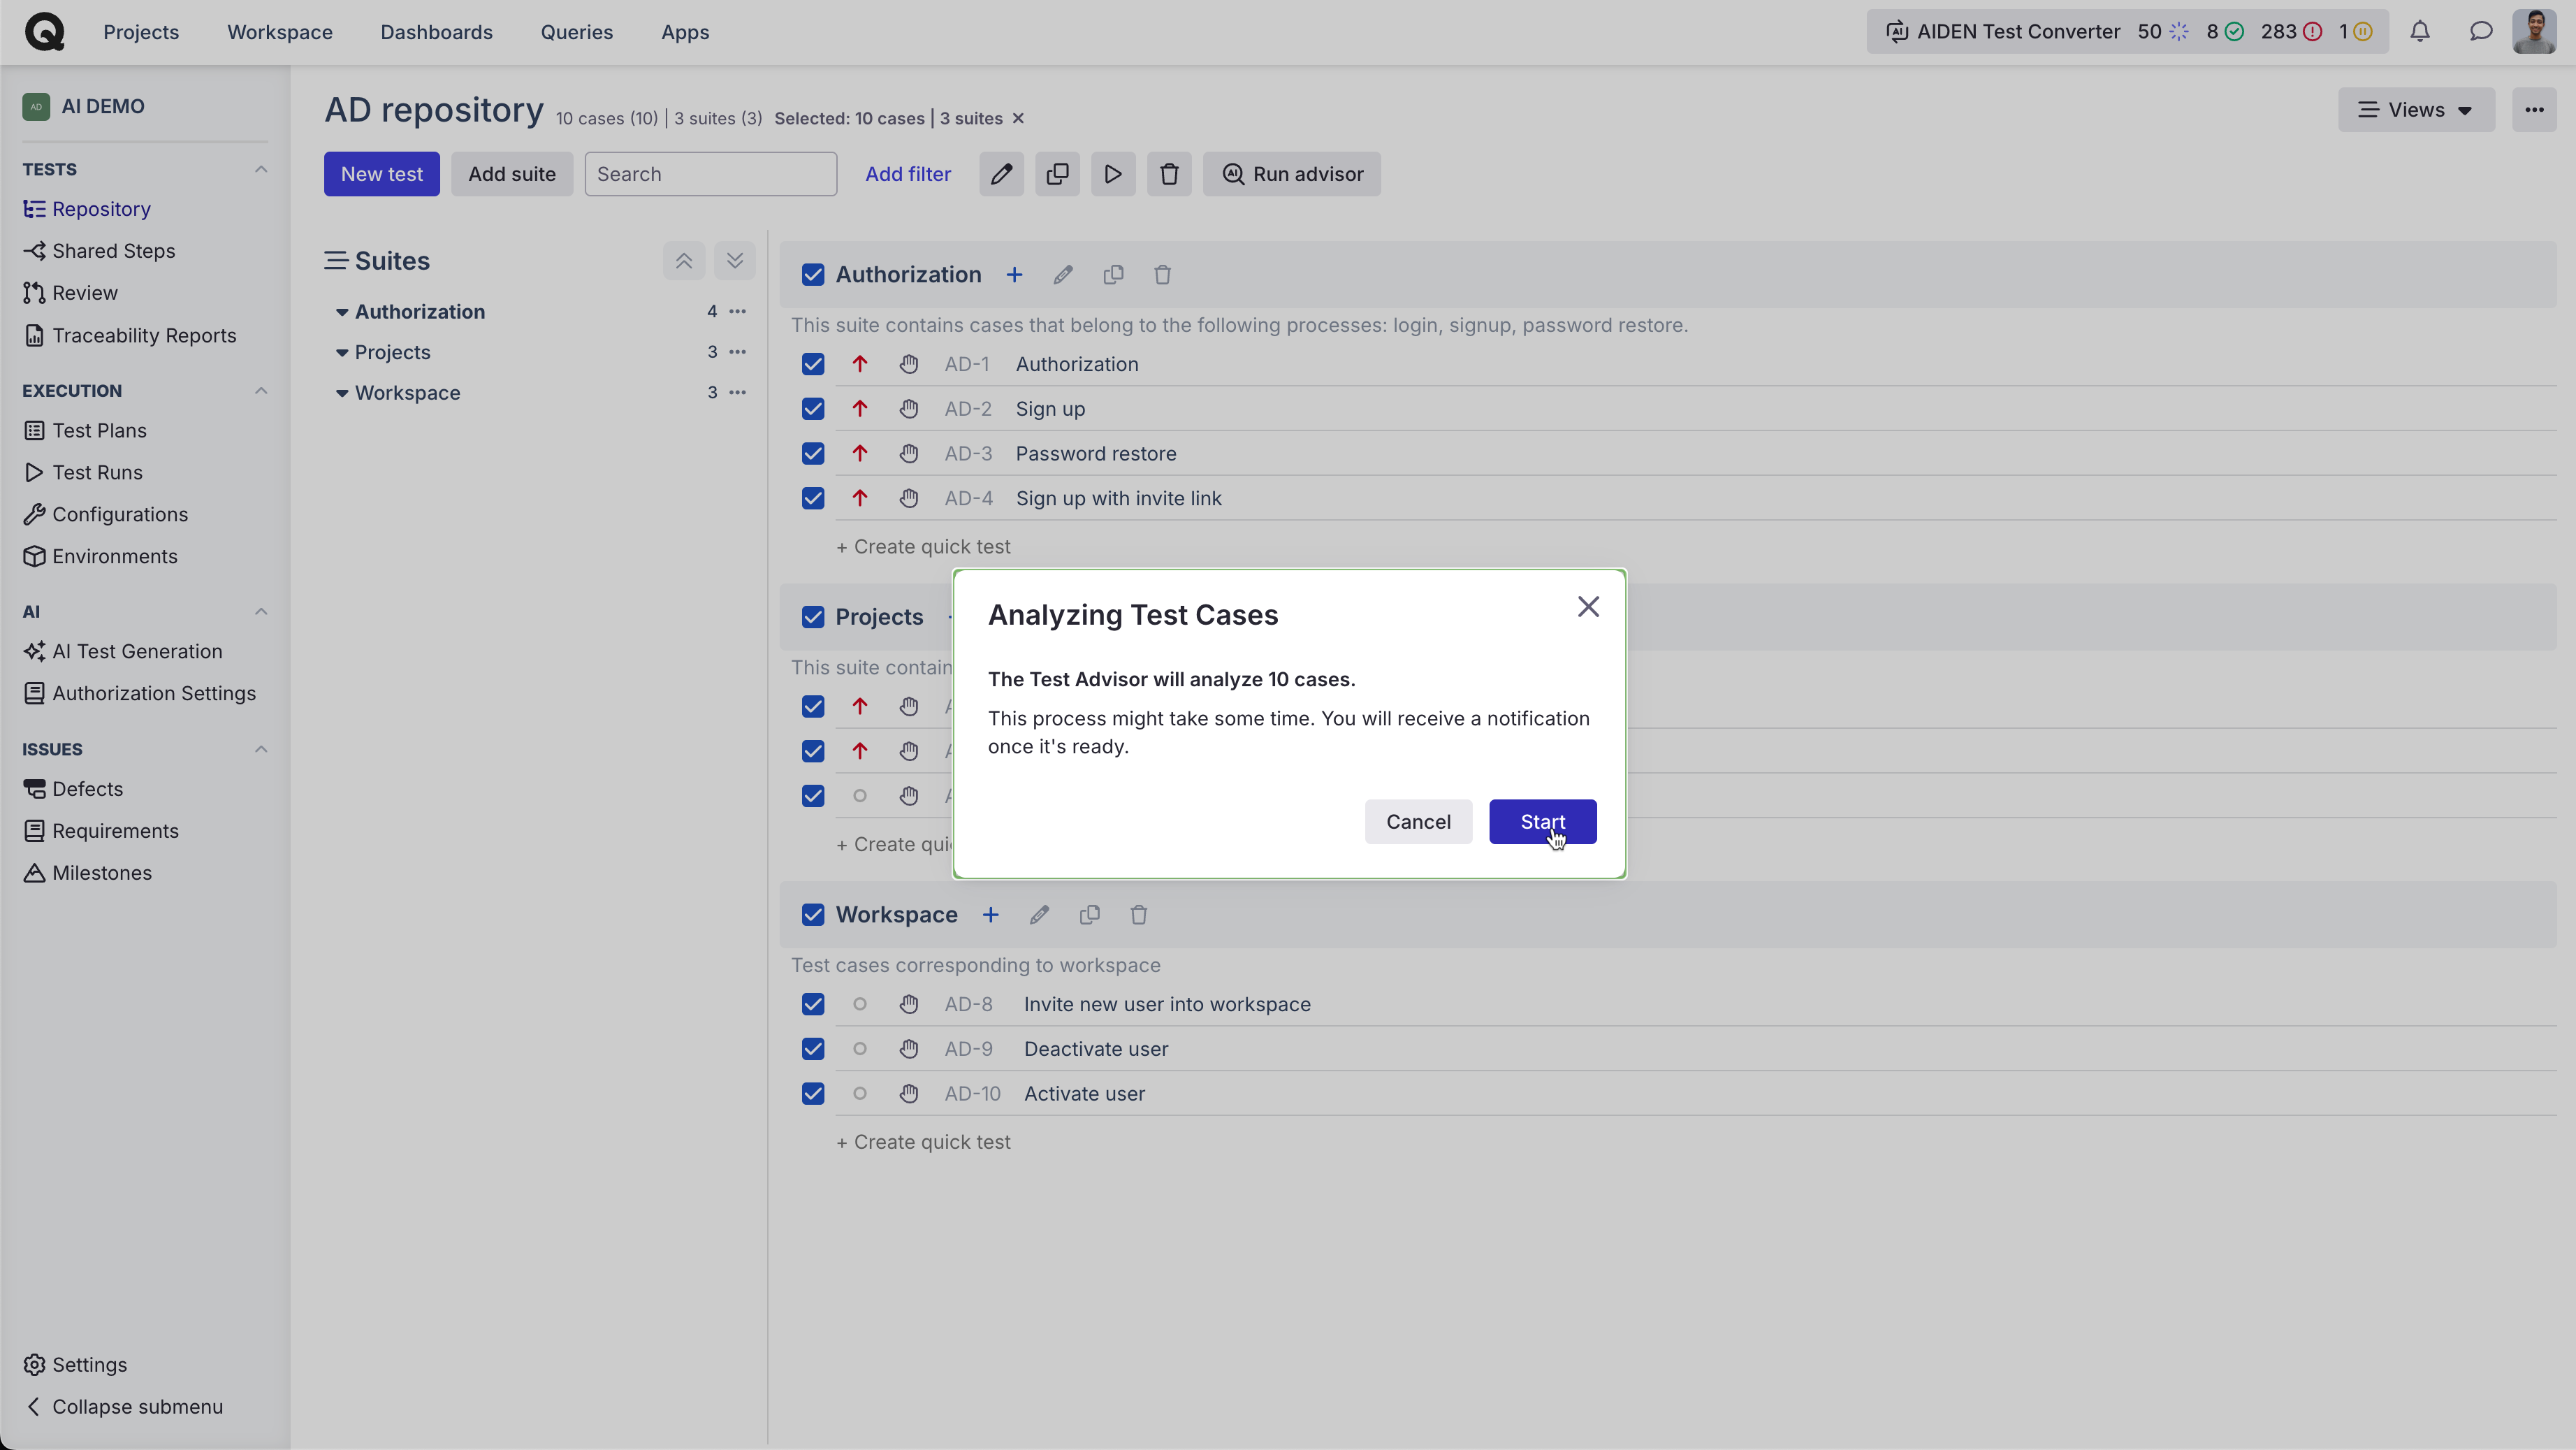 Projects
Workspace
Dashboards
Queries
Apps
AIDEN Test Converter 50 8 283 1
AD AI DEMO
TESTS
Repository
Shared Steps
Review
Traceability Reports
EXECUTION
Test Plans
Test Runs
Configurations
Environments
AI
AI Test Generation
Authorization Settings
ISSUES
Defects
Requirements
Milestones
Settings
Collapse submenu
AD repository 10 cases (10) | 3 suites (3) Selected: 10 cases | 3 suites
Views
New test
Add suite
Search
Add filter
AI Run advisor
Suites
Authorization 4
Projects 3
Workspace 3
Authorization
This suite contains cases that belong to the following processes: login, signup, password restore.
AD-1 Authorization
AD-2 Sign up
AD-3 Password restore
AD-4 Sign up with invite link
+ Create quick test
Projects
This suite contain
+ Create qui
Analyzing Test Cases
The Test Advisor will analyze 10 cases.
This process might take some time. You will receive a notification
once it's ready.
Cancel
Start
Workspace
Test cases corresponding to workspace
AD-8 Invite new user into workspace
AD-9 Deactivate user
AD-10 Activate user
+ Create quick test